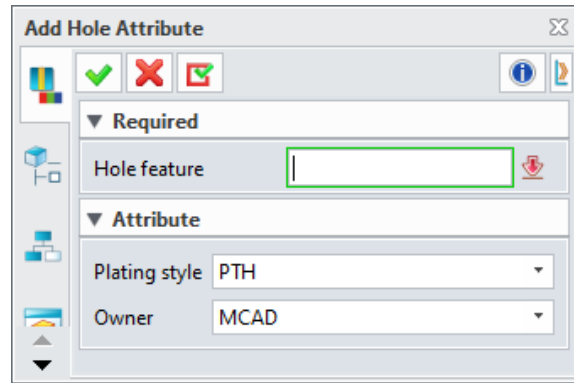 Add Hole Attribute
Required
Hole feature
Attribute
Plating style PTH
Owner MCAD